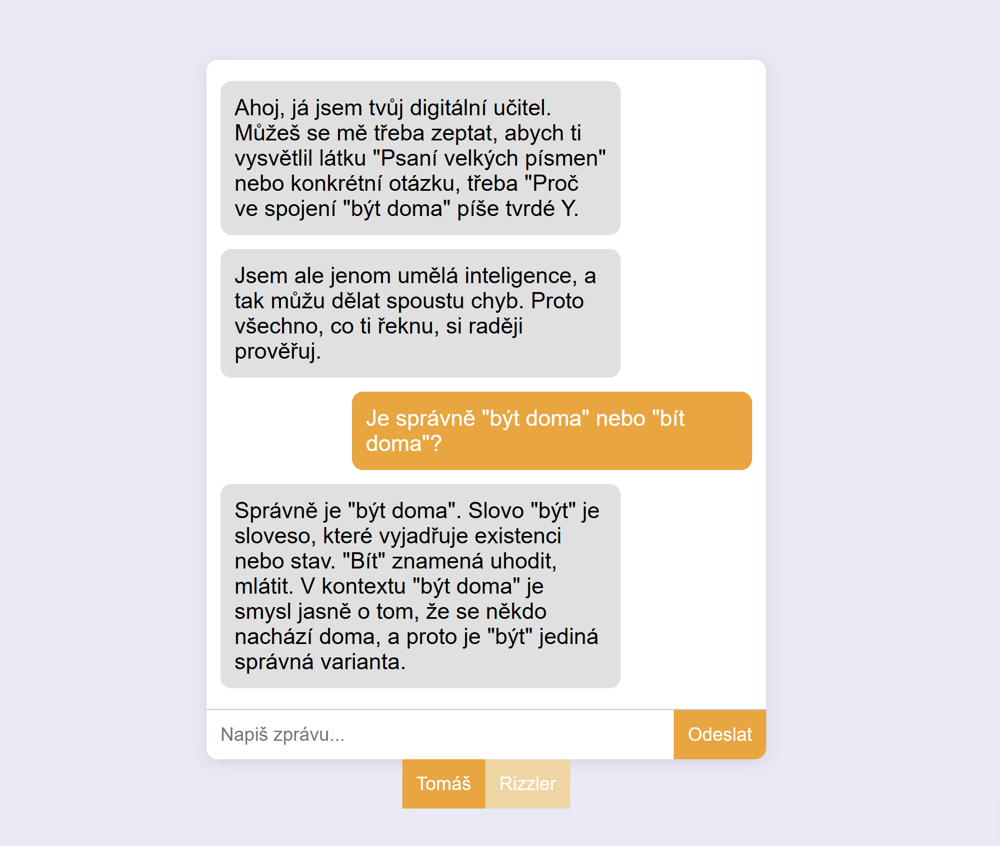 Ahoj, já jsem tvůj digitální učitel.
Můžeš se mě třeba zeptat, abych ti
vysvětlil látku "Psaní velkých písmen"
nebo konkrétní otázku, třeba "Proč
ve spojení "být doma" píše tvrdé Y.
Jsem ale jenom umělá inteligence, a
tak můžu dělat spoustu chyb. Proto
všechno, co ti řeknu, si raději
prověřuj.
Je správně "být doma" nebo "bít
doma"?
Správně je "být doma". Slovo "být" je
sloveso, které vyjadřuje existenci
nebo stav. "Bít" znamená uhodit,
mlátit. V kontextu "být doma" je
smysl jasně o tom, že se někdo
nachází doma, a proto je "být" jediná
správná varianta.
Napiš zprávu...
Odeslat
Tomáš
Rizzler